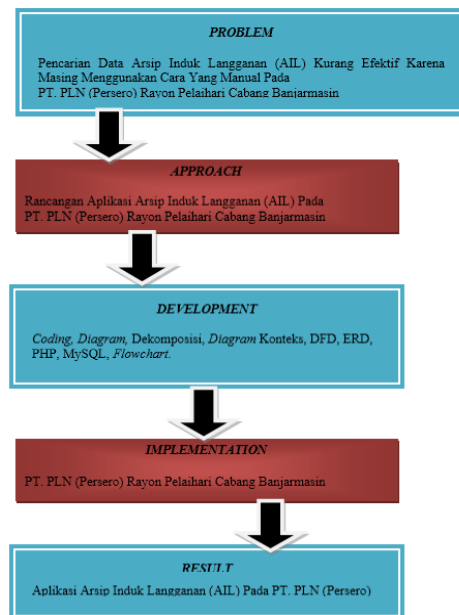 PROBLEM
Pencarian Data Arsip Induk Langganan (AIL) Kurang Efektif Karena
Masing Menggunakan Cara Yang Manual Pada
PT. PLN (Persero) Rayon Pelaihari Cabang Banjarmasin
APPROACH
Rancangan Aplikasi Arsip Induk Langganan (AIL) Pada
PT. PLN (Persero) Rayon Pelaihari Cabang Banjarmasin
DEVELOPMENT
Coding, Diagram, Dekomposisi, Diagram Konteks, DFD, ERD,
PHP, MySQL, Flowchart.
IMPLEMENTATION
PT. PLN (Persero) Rayon Pelaihari Cabang Banjarmasin
RESULT
Aplikasi Arsip Induk Langganan (AIL) Pada PT. PLN (Persero)